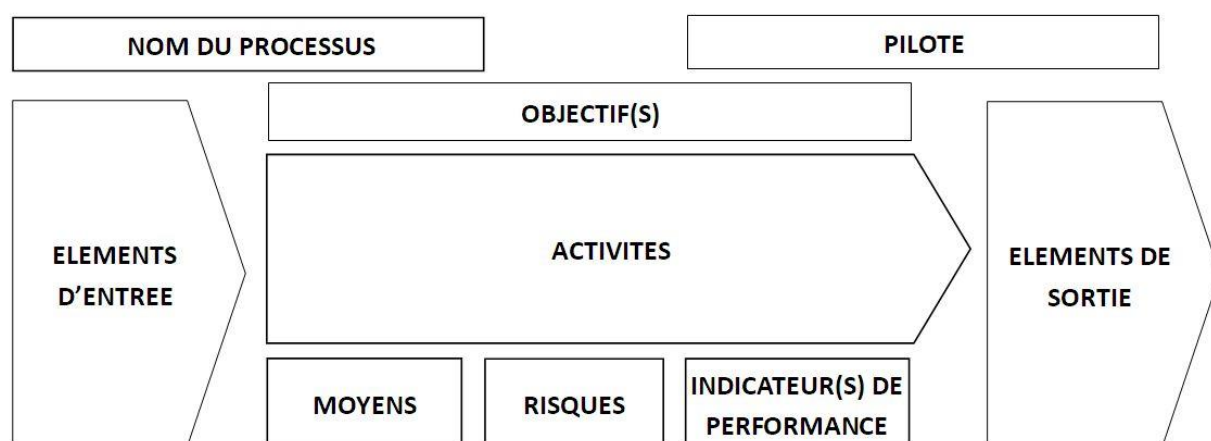 NOM DU PROCESSUS
PILOTE
OBJECTIF(S)
ELEMENTS
D’ENTREE
ACTIVITES
ELEMENTS DE
SORTIE
MOYENS
RISQUES
INDICATEUR(S) DE
PERFORMANCE